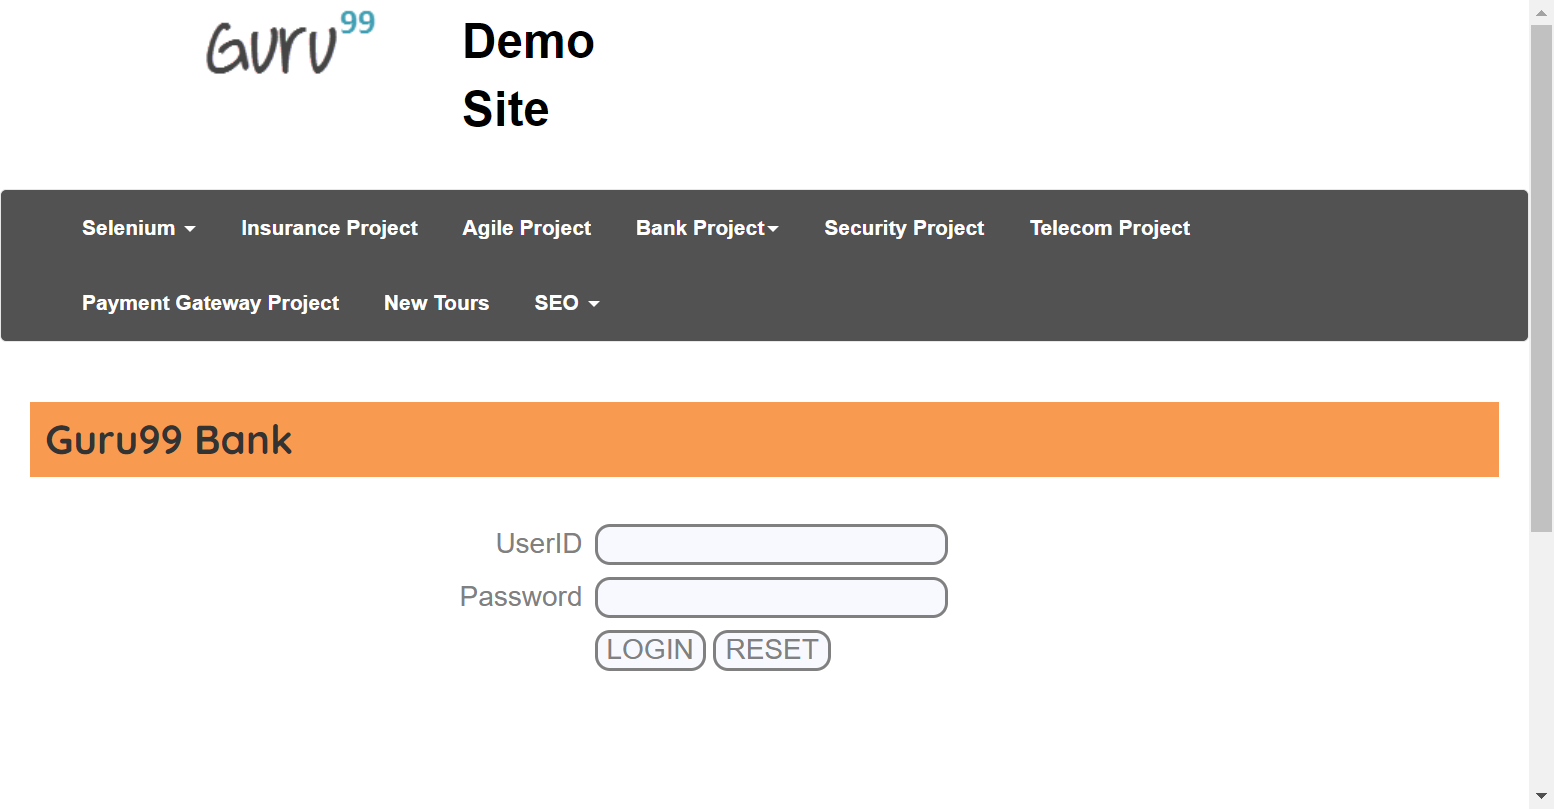 Guru99
Demo
Site
Selenium Insurance Project Agile Project Bank Project Security Project Telecom Project
Payment Gateway Project New Tours SEO
Guru99 Bank
UserID
Password
LOGIN RESET